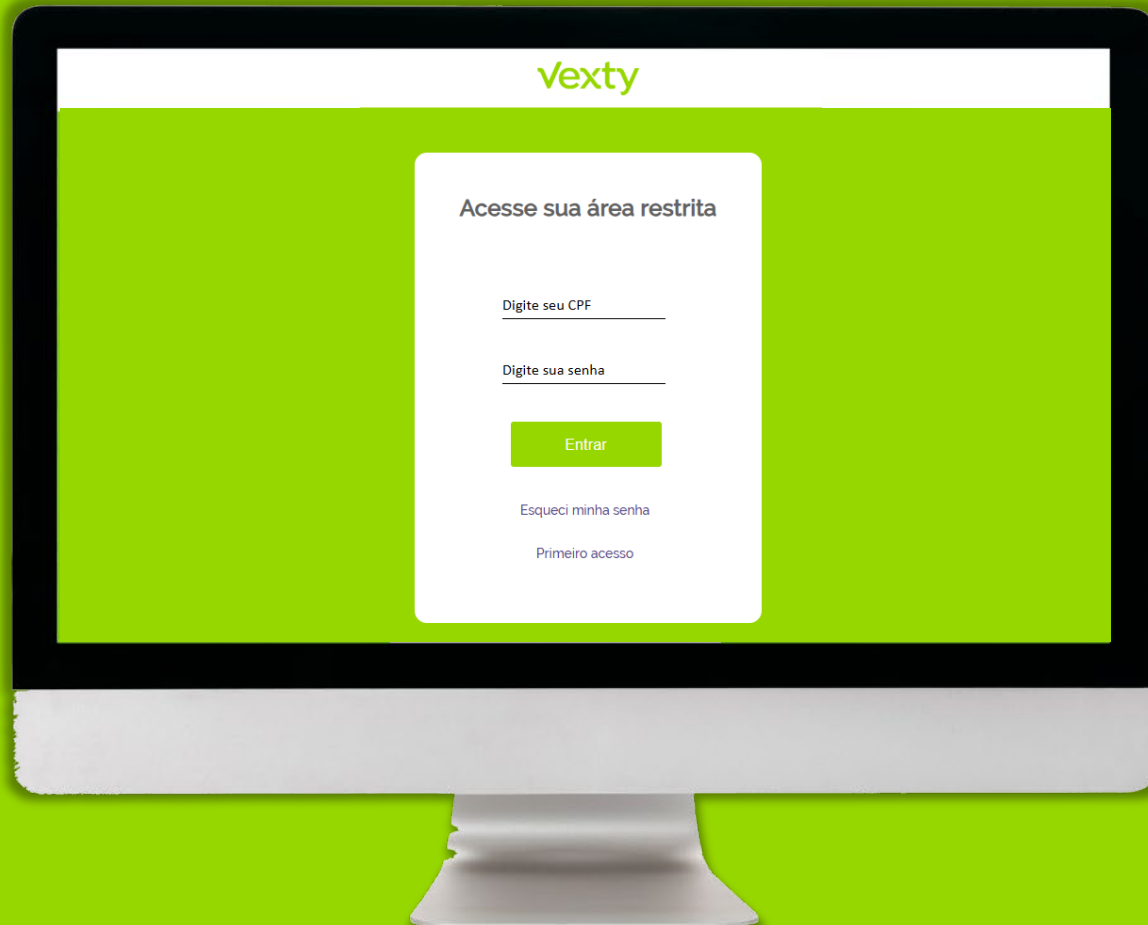 vexty
Acesse sua área restrita
Digite seu CPF
Digite sua senha
Entrar
Esqueci minha senha
Primeiro acesso